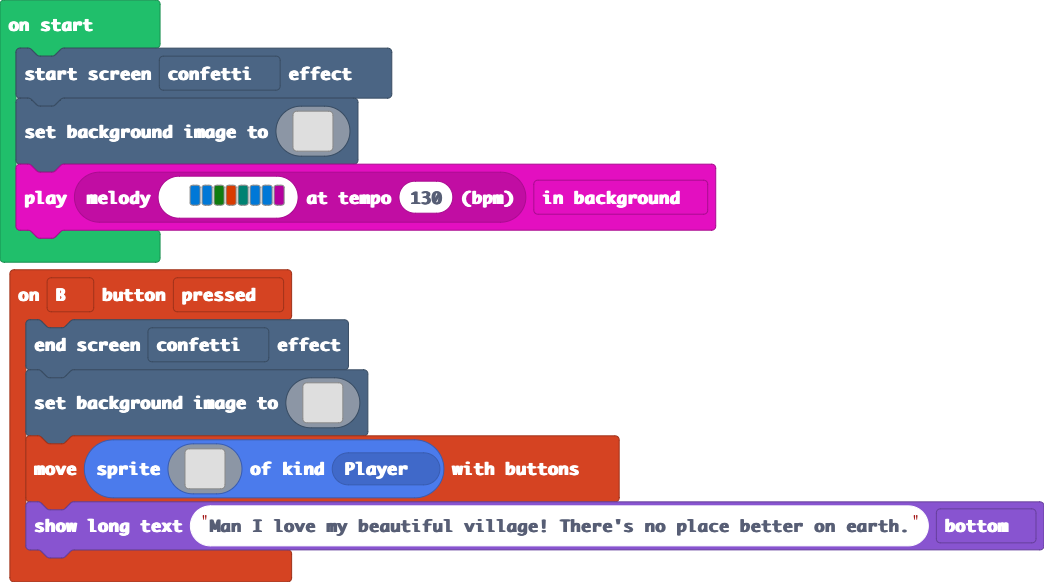 on start
start screen confetti effect
set background image to
play melody at tempo 130 (bpm) in background
on B button pressed
end screen confetti effect
set background image to
move sprite of kind Player with buttons
show long text "Man I love my beautiful village! There's no place better on earth." bottom